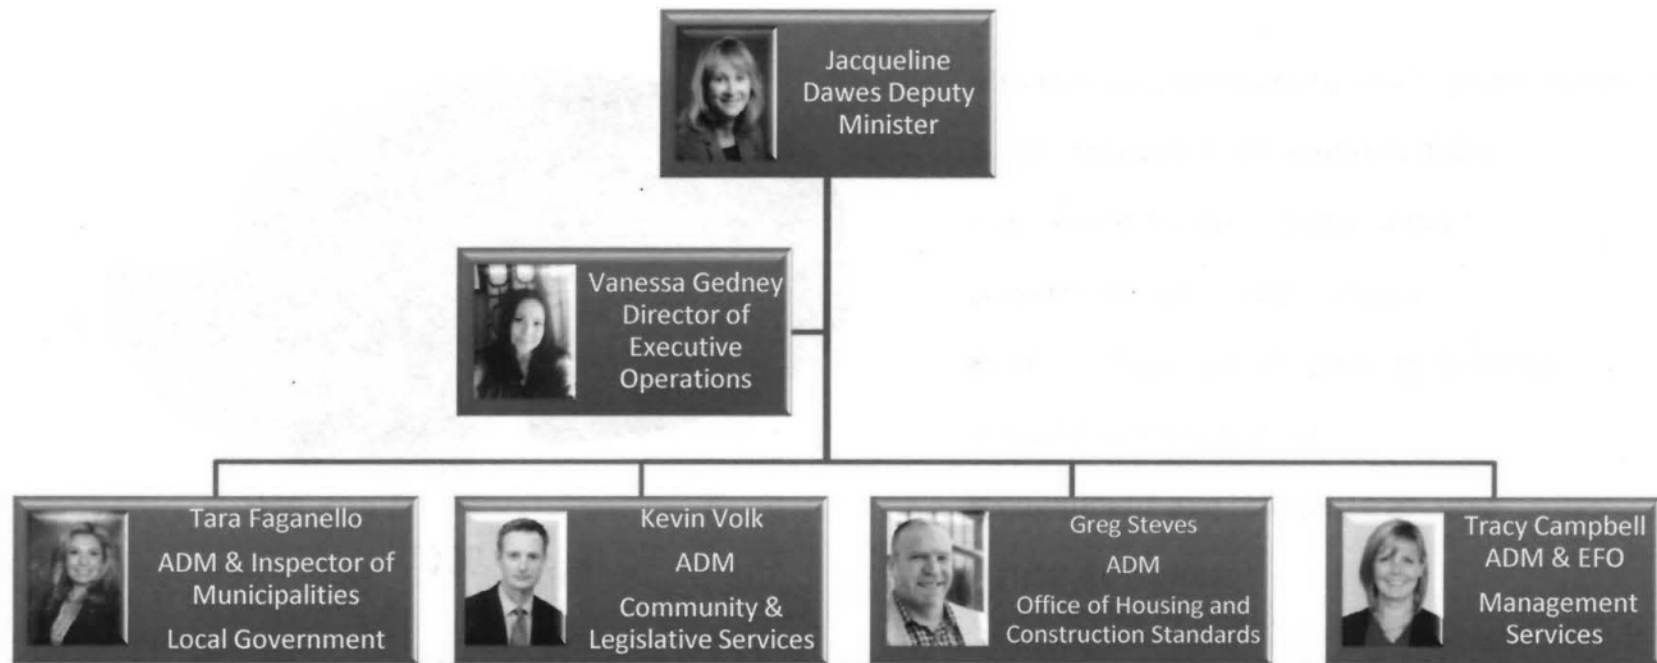 Jacqueline
Dawes Deputy
Minister
Vanessa Gedney
Director of
Executive
Operations
Tara Faganello
ADM & Inspector of
Municipalities
Local Government
Kevin Volk
ADM
Community &
Legislative Services
Greg Steves
ADM
Office of Housing and
Construction Standards
Tracy Campbell
ADM & EFO
Management
Services